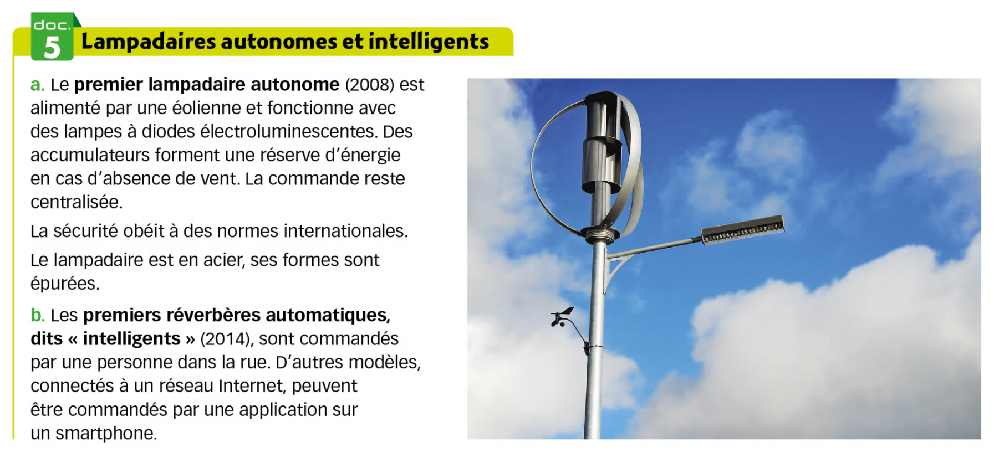 doc.
5
Lampadaires autonomes et intelligents
a. Le premier lampadaire autonome (2008) est
alimenté par une éolienne et fonctionne avec
des lampes à diodes électroluminescentes. Des
accumulateurs forment une réserve d'énergie
en cas d'absence de vent. La commande reste
centralisée.
La sécurité obéit à des normes internationales.
Le lampadaire est en acier, ses formes sont
épurées.
b. Les premiers réverbères automatiques,
dits « intelligents » (2014), sont commandés
par une personne dans la rue. D'autres modèles,
connectés à un réseau Internet, peuvent
être commandés par une application sur
un smartphone.